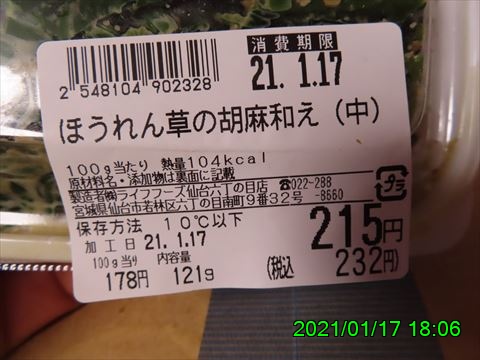 消費期限
21. 1.17
2 548104 902328
ほうれん草の胡麻和え(中)
100g当たり 熱量104kcal
原材料名・添加物は裏面に記載
製造者㈱ライフフーズ仙台六丁の目店 ☎022-288
宮城県仙台市若林区六丁の目南町9番32号 -8660
プラ
保存方法 10℃以下
加工日 21. 1.17
215円
100g当り 内容量
178円 121g
(税込 232円)
2021/01/17 18:06